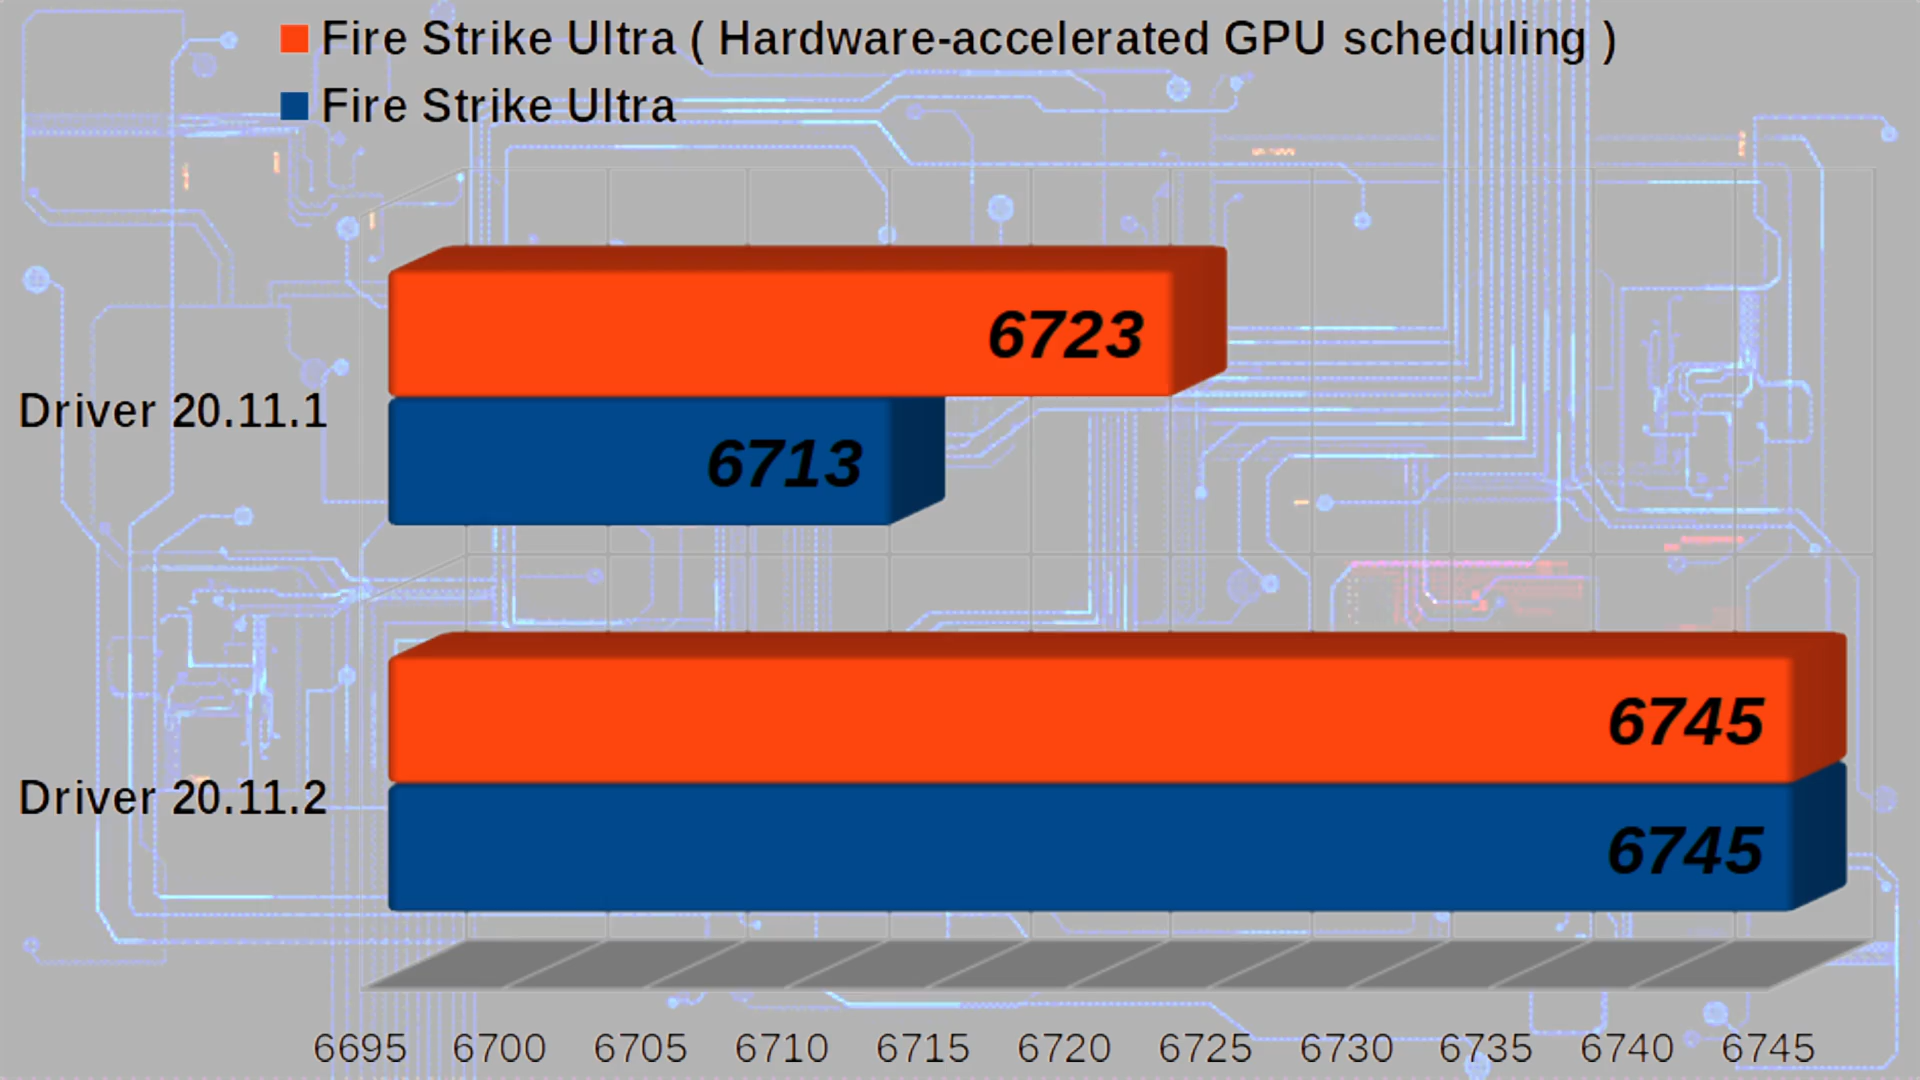 Fire Strike Ultra ( Hardware-accelerated GPU scheduling )
Fire Strike Ultra
6723
Driver 20.11.1
6713
6745
Driver 20.11.2
6745
6695 6700 6705 6710 6715 6720 6725 6730 6735 6740 6745